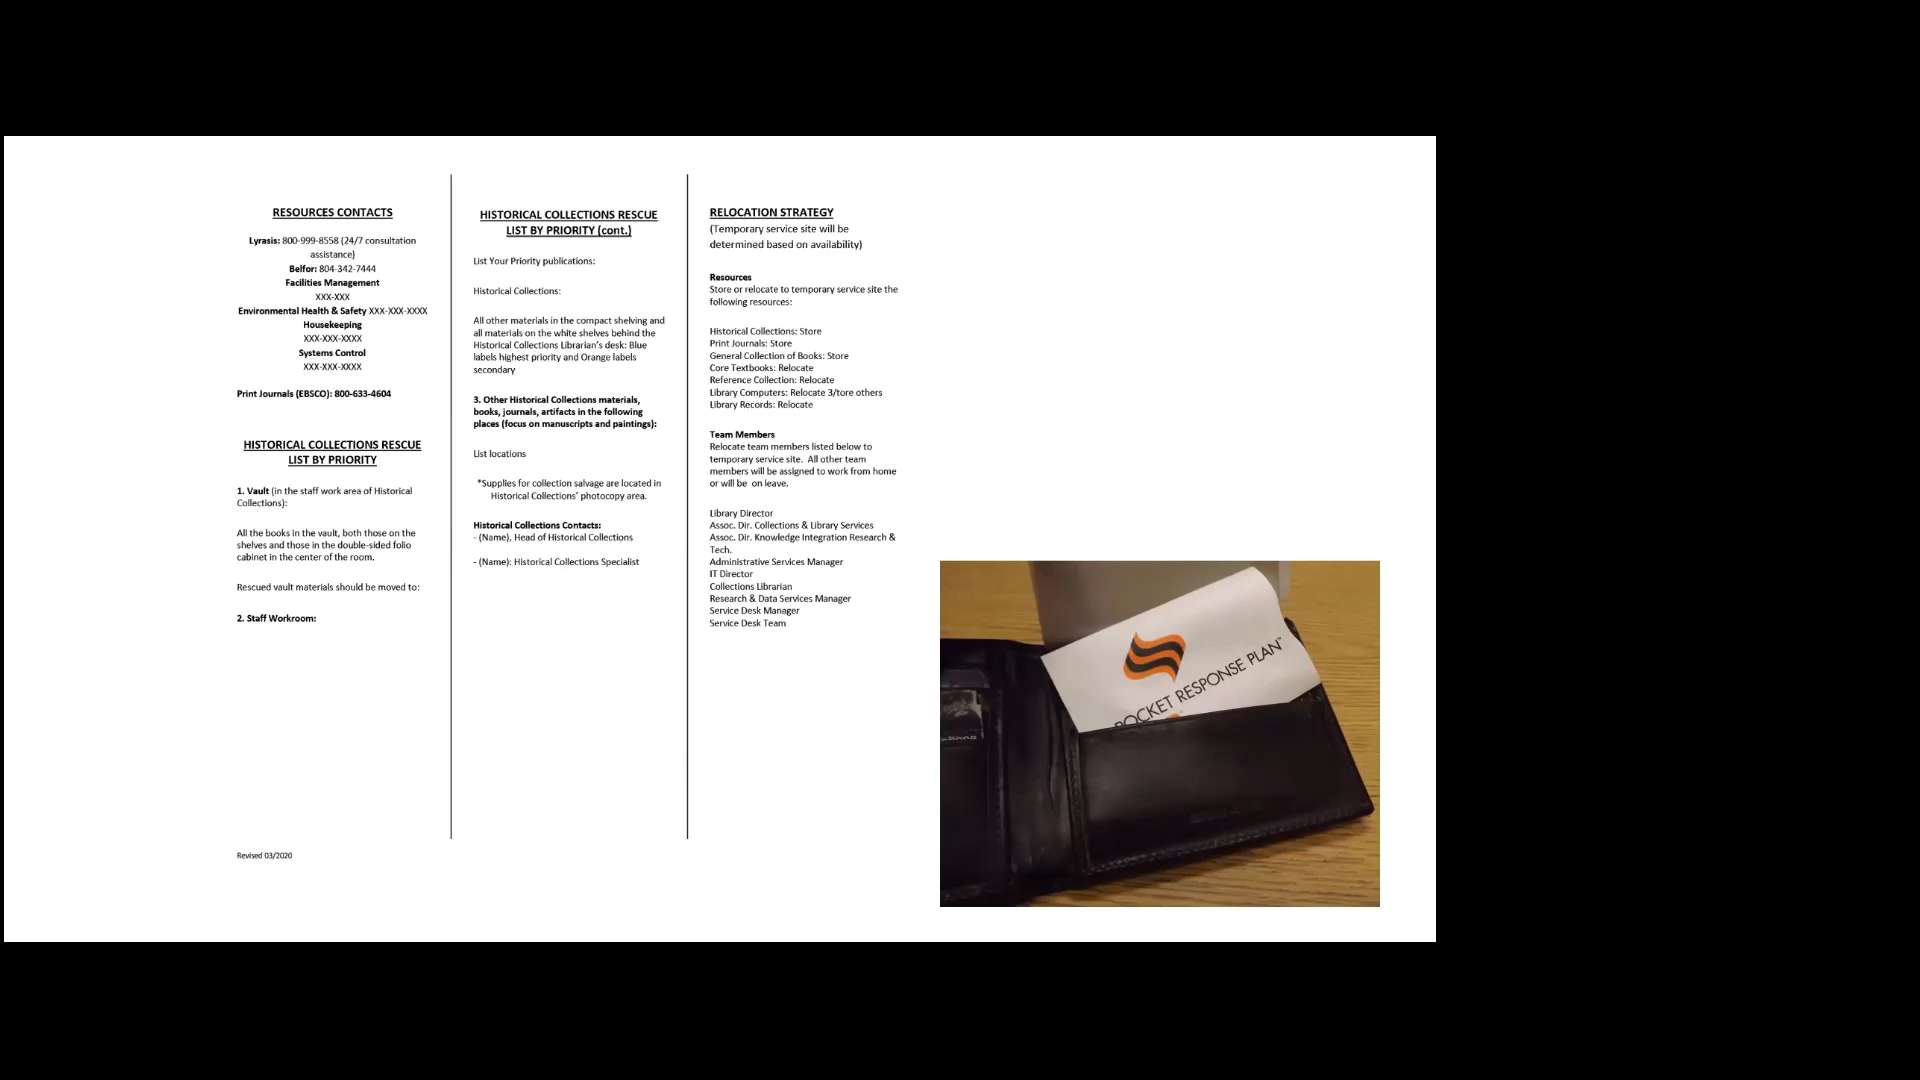 RESOURCES CONTACTS
Lyrasis: 800-999-8558 (24/7 consultation
assistance)
Belfor: 804-342-7444
Facilities Management
XXX-XXX
Environmental Health & Safety XXX-XXX-XXXX
Housekeeping
XXX-XXX-XXXX
Systems Control
XXX-XXX-XXXX
Print Journals (EBSCO): 800-633-4604
HISTORICAL COLLECTIONS RESCUE
LIST BY PRIORITY
1. Vault (in the staff work area of Historical
Collections):
All the books in the vault, both those on the
shelves and those in the double-sided folio
cabinet in the center of the room.
Rescued vault materials should be moved to:
2. Staff Workroom:
Revised 03/2020
HISTORICAL COLLECTIONS RESCUE
LIST BY PRIORITY (cont.)
List Your Priority publications:
Historical Collections:
All other materials in the compact shelving and
all materials on the white shelves behind the
Historical Collections Librarian's desk: Blue
labels highest priority and Orange labels
secondary
3. Other Historical Collections materials,
books, journals, artifacts in the following
places (focus on manuscripts and paintings):
List locations
*Supplies for collection salvage are located in
Historical Collections' photocopy area.
Historical Collections Contacts:
- (Name), Head of Historical Collections
- (Name): Historical Collections Specialist
RELOCATION STRATEGY
(Temporary service site will be
determined based on availability)
Resources
Store or relocate to temporary service site the
following resources:
Historical Collections: Store
Print Journals: Store
General Collection of Books: Store
Core Textbooks: Relocate
Reference Collection: Relocate
Library Computers: Relocate 3/tore others
Library Records: Relocate
Team Members
Relocate team members listed below to
temporary service site. All other team
members will be assigned to work from home
or will be on leave.
Library Director
Assoc. Dir. Collections & Library Services
Assoc. Dir. Knowledge Integration Research &
Tech.
Administrative Services Manager
IT Director
Collections Librarian
Research & Data Services Manager
Service Desk Manager
Service Desk Team
POCKET RESPONSE PLAN™